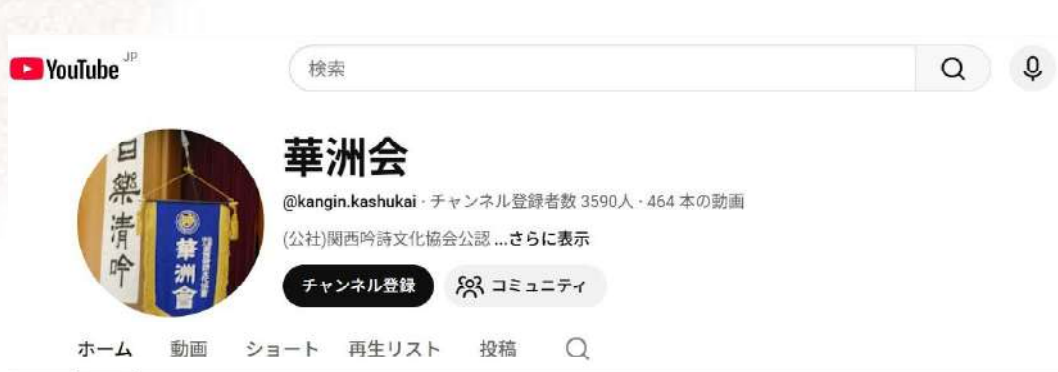 YouTube JP
検索
華洲会
@kangin.kashukai · チャンネル登録者数 3590人 · 464 本の動画
(公社)関西吟詩文化協会公認 ...さらに表示
チャンネル登録 コミュニティ
ホーム 動画 ショート 再生リスト 投稿
日樂清吟
華洲會